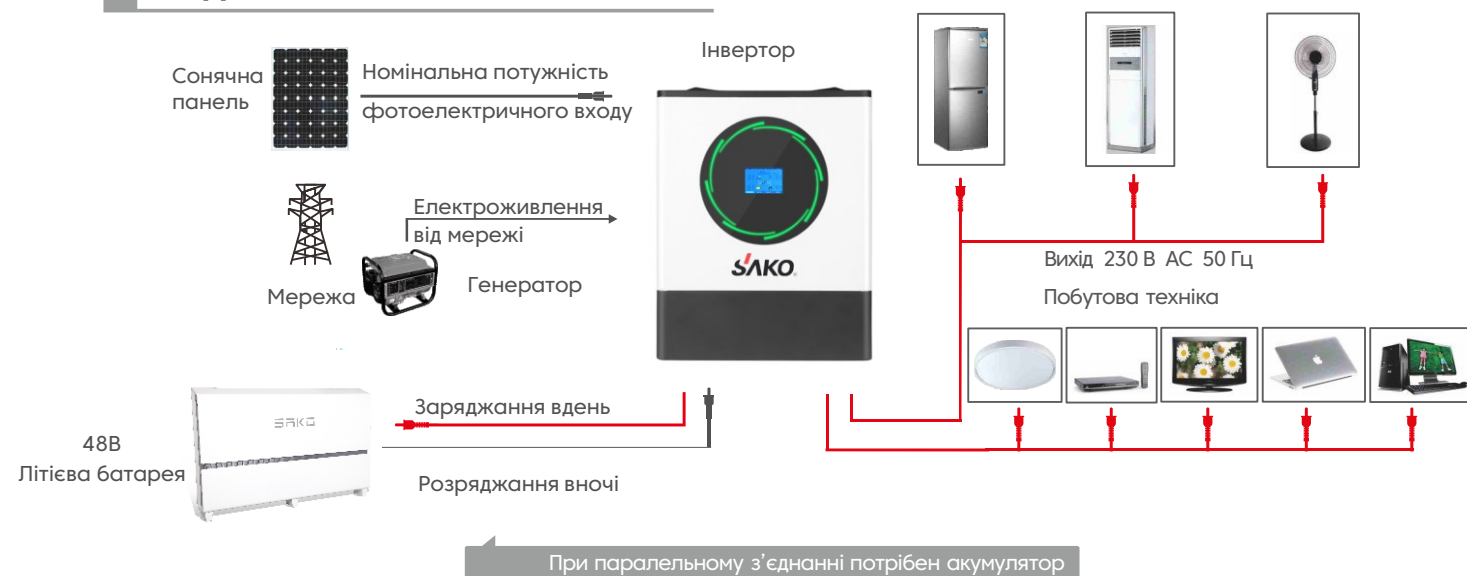 Інвертор
Сонячна
панель
Номінальна потужність
фотоелектричного входу
Електроживлення
від мережі
Мережа
Генератор
SAKO
Вихід 230 В AC 50 Гц
Побутова техніка
Заряджання вдень
SAKO
48В
Літієва батарея
Розряджання вночі
При паралельному з’єднанні потрібен акумулятор